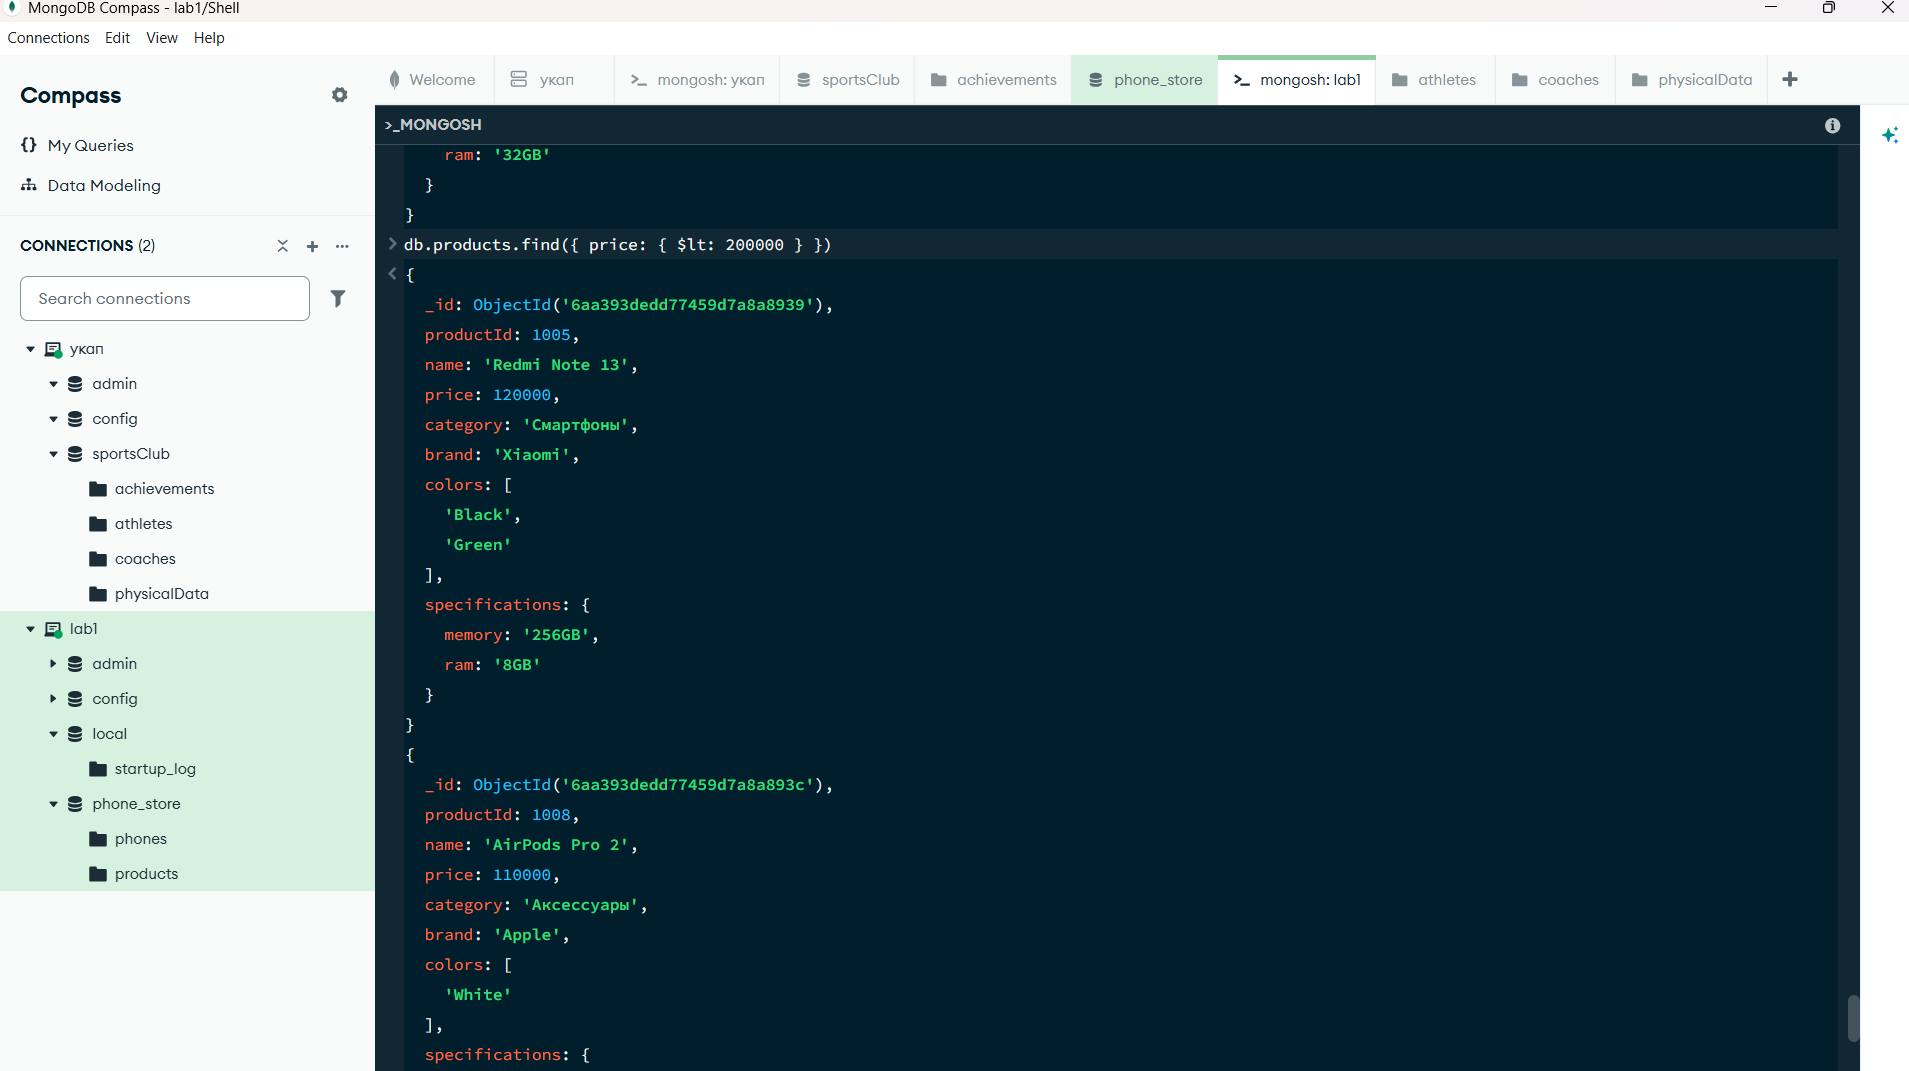 MongoDB Compass - lab1/Shell
Connections Edit View Help
Compass
My Queries
Data Modeling
CONNECTIONS (2)
Search connections
укап
admin
config
sportsClub
achievements
athletes
coaches
physicalData
lab1
admin
config
local
startup_log
phone_store
phones
products
Welcome укап >_ mongosh: укап sportsClub achievements phone_store >_ mongosh: lab1 athletes coaches physicalData
>_MONGOSH
ram: '32GB'
}
}
> db.products.find({ price: { $lt: 200000 } })
< {
_id: ObjectId('6aa393dedd77459d7a8a8939'),
productId: 1005,
name: 'Redmi Note 13',
price: 120000,
category: 'Смартфоны',
brand: 'Xiaomi',
colors: [
'Black',
'Green'
],
specifications: {
memory: '256GB',
ram: '8GB'
}
}
{
_id: ObjectId('6aa393dedd77459d7a8a893c'),
productId: 1008,
name: 'AirPods Pro 2',
price: 110000,
category: 'Аксессуары',
brand: 'Apple',
colors: [
'White'
],
specifications: {